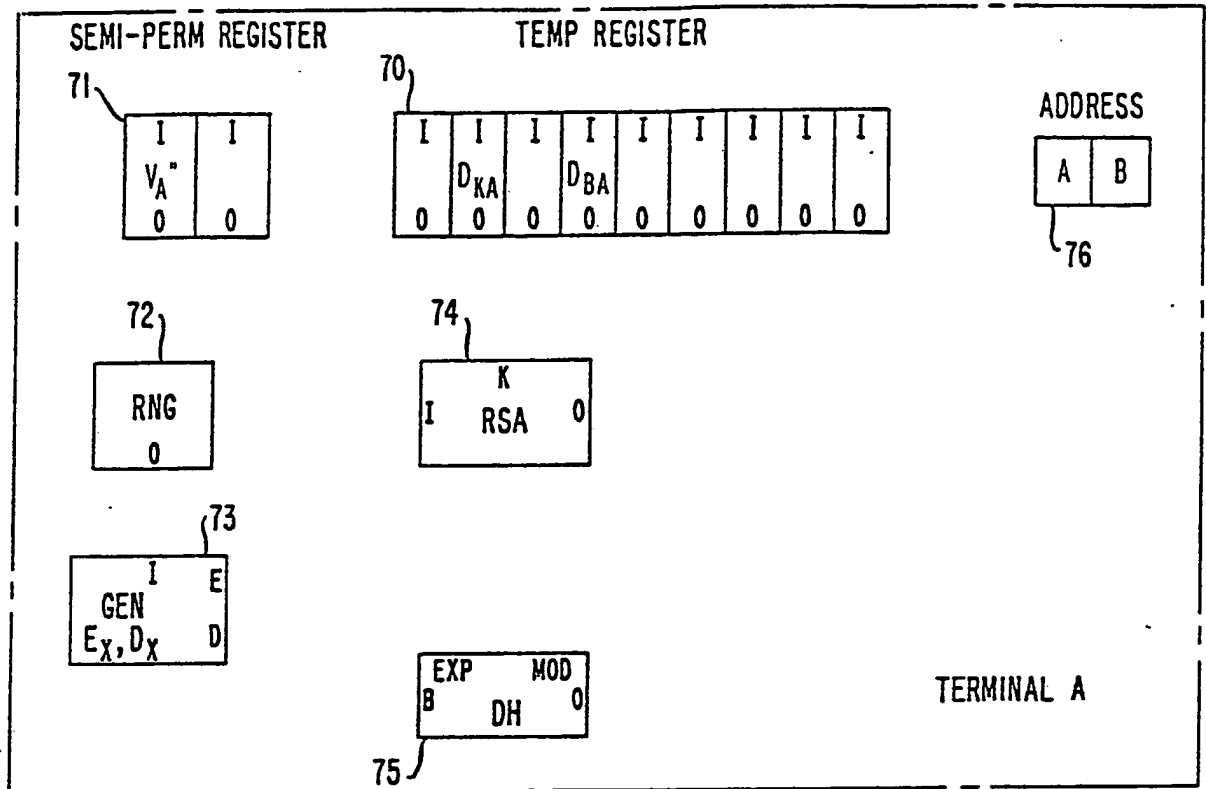 SEMI-PERM REGISTER TEMP REGISTER
71 70
ADDRESS
I I I I I I I I I I I
V_A" D_KA D_BA A B
0 0 0 0 0 0 0 0 0 0 0
76
72 74
RNG
0
K
I RSA 0
73
I E
GEN
E_X, D_X D
EXP MOD
B DH 0
75
TERMINAL A